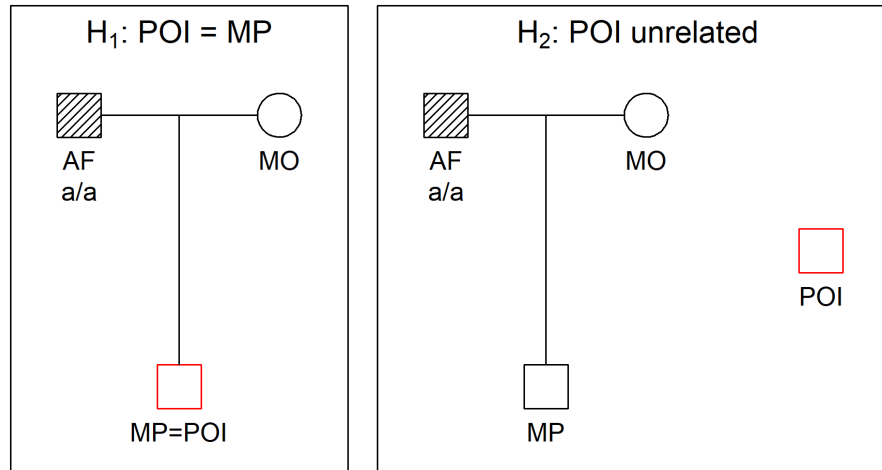 H₁: POI = MP
AF
a/a
MO
MP=POI
H₂: POI unrelated
AF
a/a
MO
POI
MP